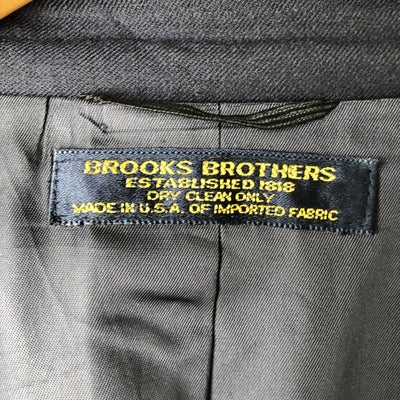 BROOKS BROTHERS
ESTABLISHED 1818
DRY CLEAN ONLY
MADE IN U.S.A. OF IMPORTED FABRIC